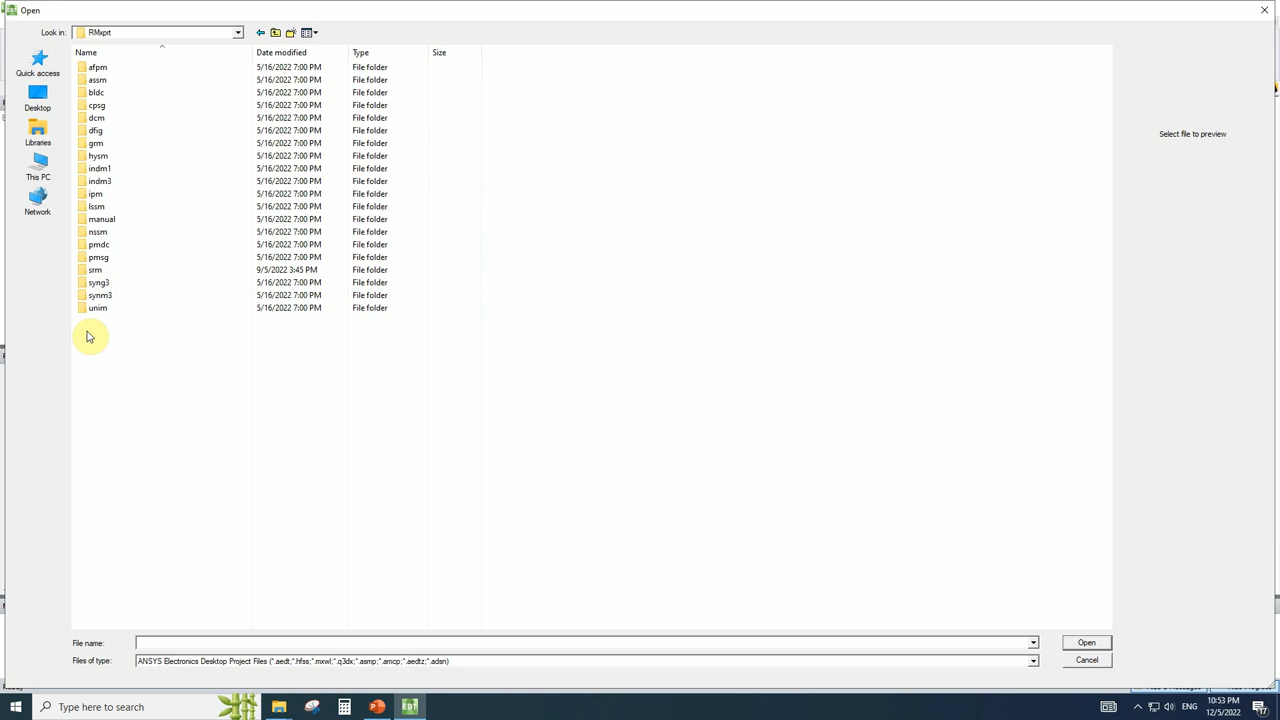 Open
Look in: RMxprt
Name Date modified Type Size
afpm 5/16/2022 7:00 PM File folder
assm 5/16/2022 7:00 PM File folder
bldc 5/16/2022 7:00 PM File folder
cpsg 5/16/2022 7:00 PM File folder
dcm 5/16/2022 7:00 PM File folder
dfig 5/16/2022 7:00 PM File folder
grm 5/16/2022 7:00 PM File folder
hysm 5/16/2022 7:00 PM File folder
indm1 5/16/2022 7:00 PM File folder
indm3 5/16/2022 7:00 PM File folder
ipm 5/16/2022 7:00 PM File folder
lssm 5/16/2022 7:00 PM File folder
manual 5/16/2022 7:00 PM File folder
nssm 5/16/2022 7:00 PM File folder
pmdc 5/16/2022 7:00 PM File folder
pmsg 5/16/2022 7:00 PM File folder
srm 9/5/2022 3:45 PM File folder
syng3 5/16/2022 7:00 PM File folder
synm3 5/16/2022 7:00 PM File folder
unim 5/16/2022 7:00 PM File folder
Quick access
Desktop
Libraries
This PC
Network
Select file to preview
File name: Open
Files of type: ANSYS Electronics Desktop Project Files (*.aedt;*.hfss;*.mxwl;*.q3dx;*.asmp;*.amcp;*.aedtz;*.adsn) Cancel
Type here to search
EDT
ENG
10:53 PM
12/5/2022
17